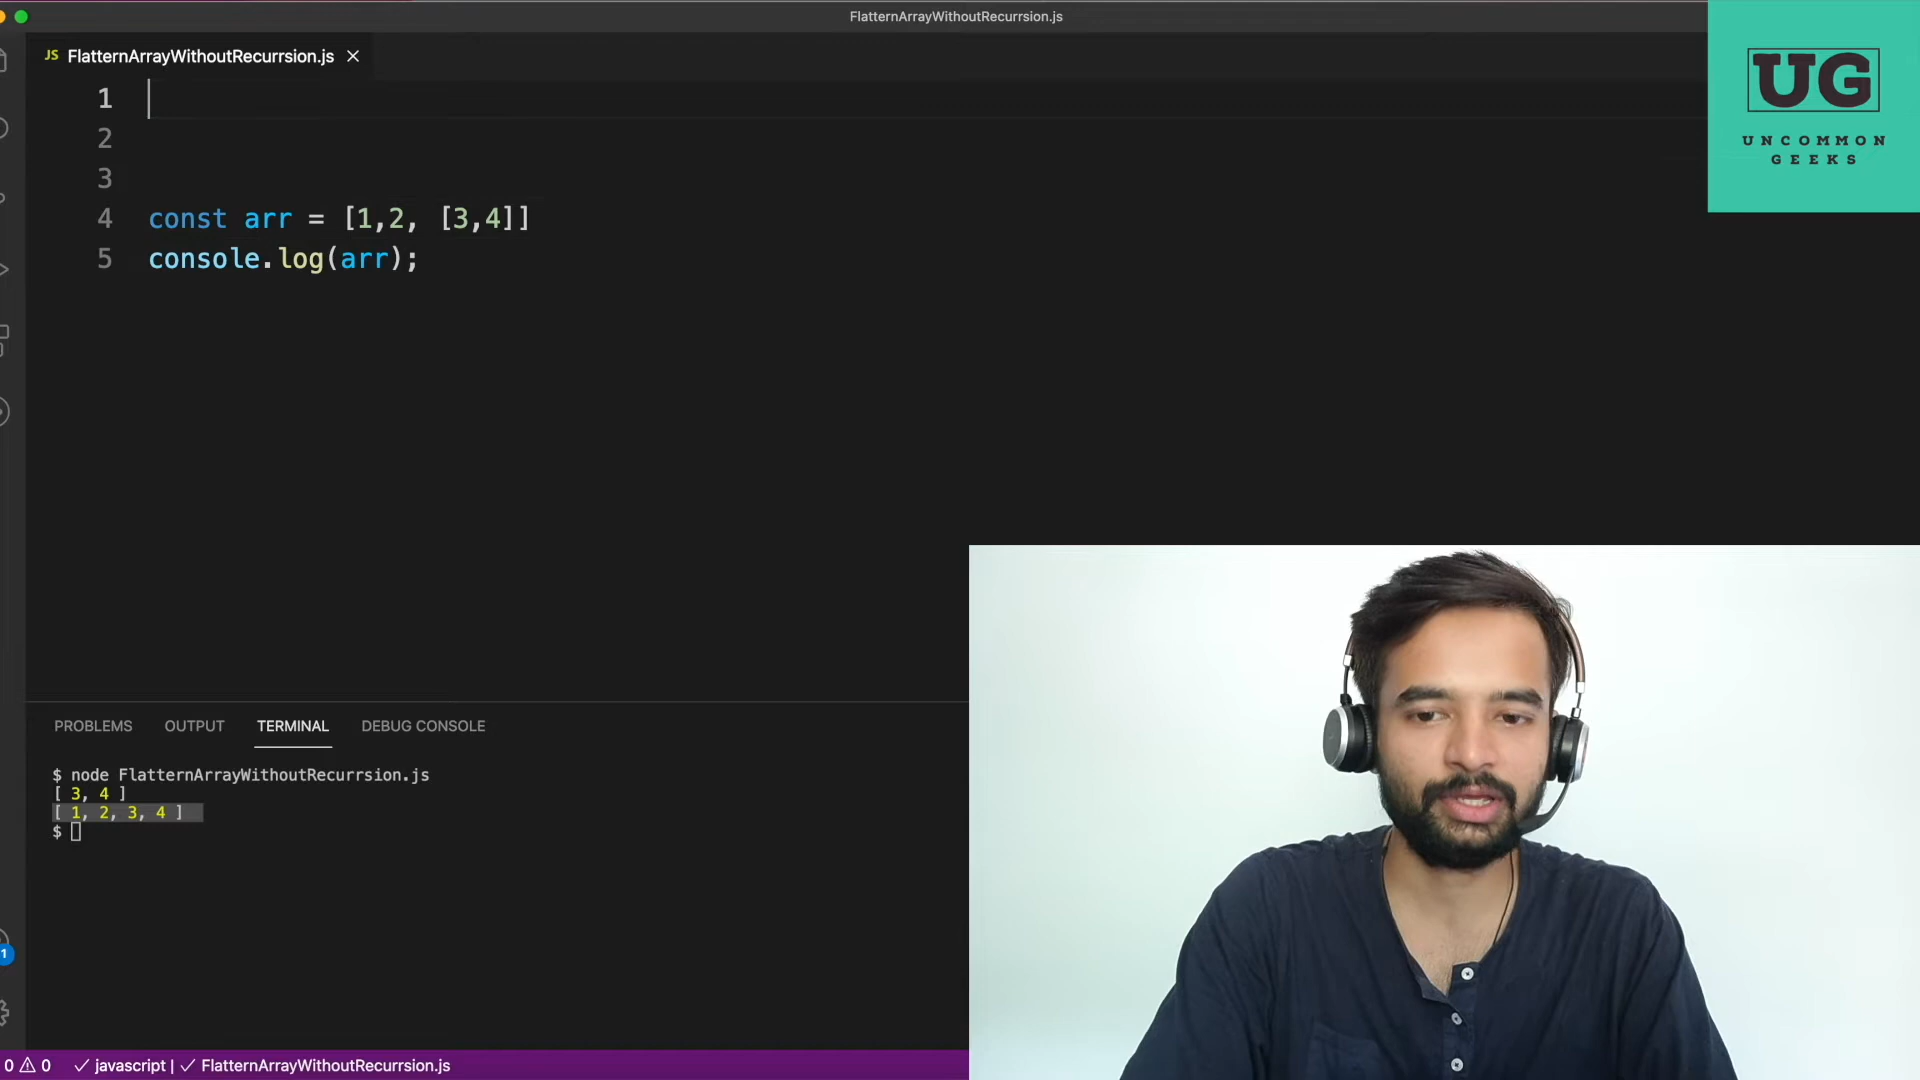 FlatternArrayWithoutRecurrsion.js
JS FlatternArrayWithoutRecurrsion.js
UG
UNCOMMON
GEEKS
1
2
3
4 const arr = [1,2, [3,4]]
5 console.log(arr);
PROBLEMS OUTPUT TERMINAL DEBUG CONSOLE
$ node FlatternArrayWithoutRecurrsion.js
[ 3, 4 ]
[ 1, 2, 3, 4 ]
$
1
0 0 javascript | FlatternArrayWithoutRecurrsion.js